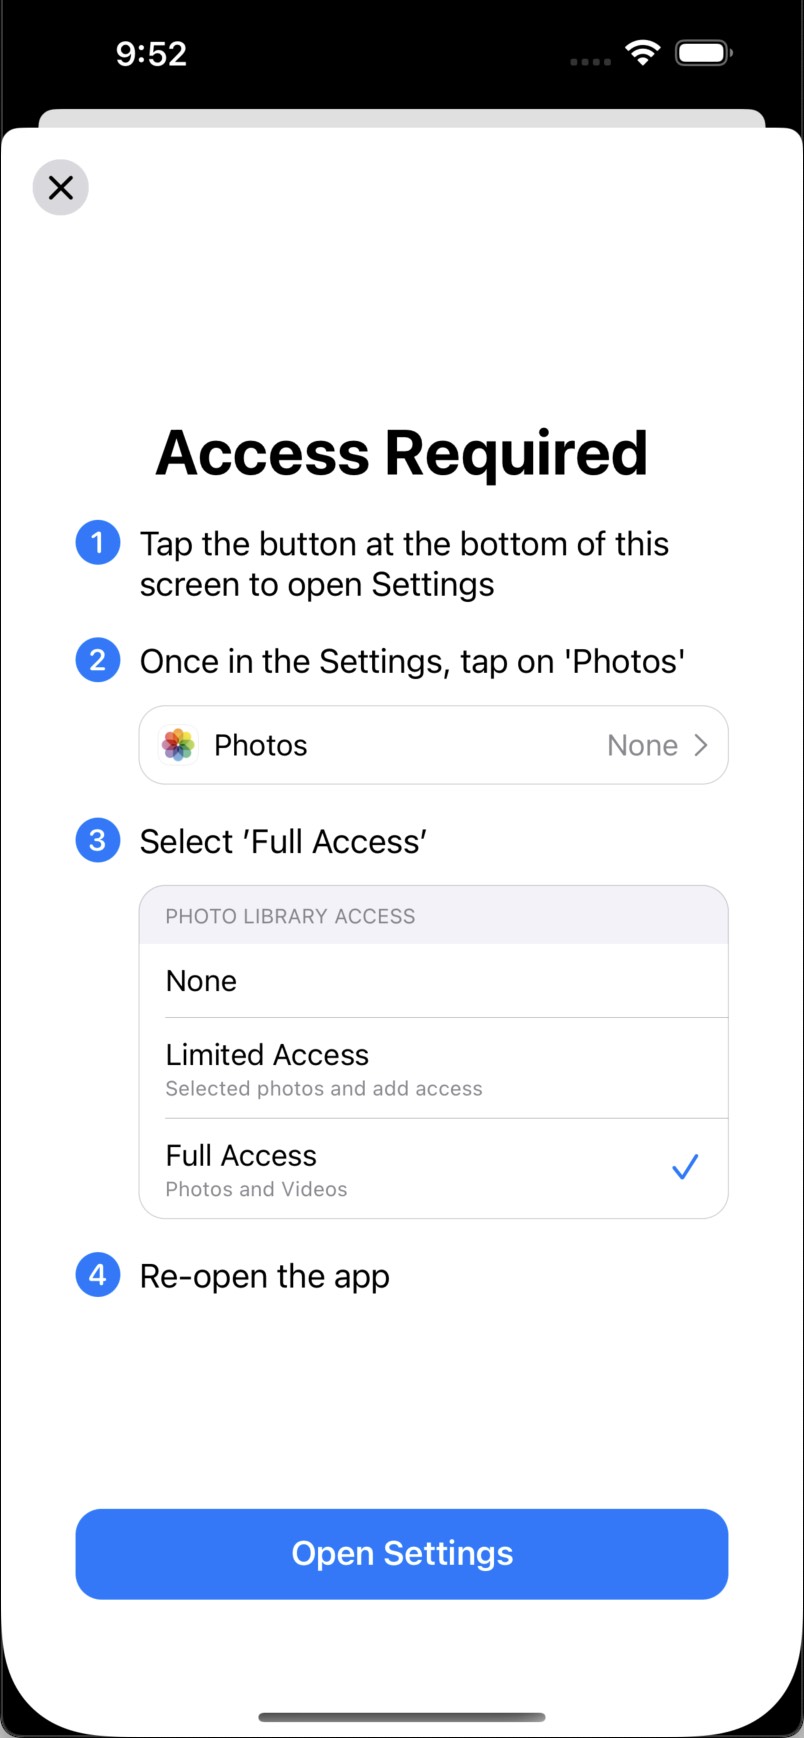 9:52
Access Required
1 Tap the button at the bottom of this
screen to open Settings
2 Once in the Settings, tap on 'Photos'
Photos None
3 Select ’Full Access’
PHOTO LIBRARY ACCESS
None
Limited Access
Selected photos and add access
Full Access
Photos and Videos
4 Re-open the app
Open Settings